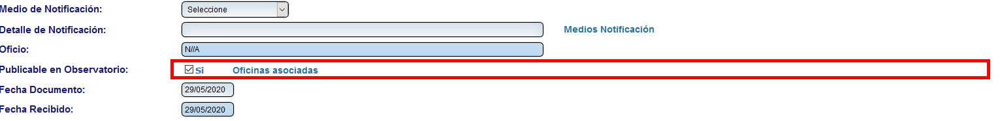 Medio de Notificación: Seleccione
Detalle de Notificación: Medios Notificación
Oficio: N//A
Publicable en Observatorio: Si Oficinas asociadas
Fecha Documento: 29/05/2020
Fecha Recibido: 29/05/2020